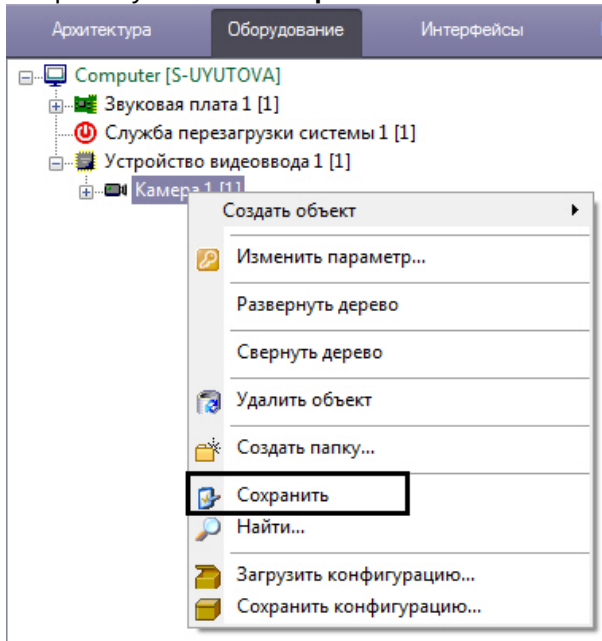 Архитектура Оборудование Интерфейсы
Computer [S-UYUTOVA]
Звуковая плата 1 [1]
Служба перезагрузки системы 1 [1]
Устройство видеоввода 1 [1]
Камера 1 [1]
Создать объект
Изменить параметр...
Развернуть дерево
Свернуть дерево
Удалить объект
Создать папку...
Сохранить
Найти...
Загрузить конфигурацию...
Сохранить конфигурацию...